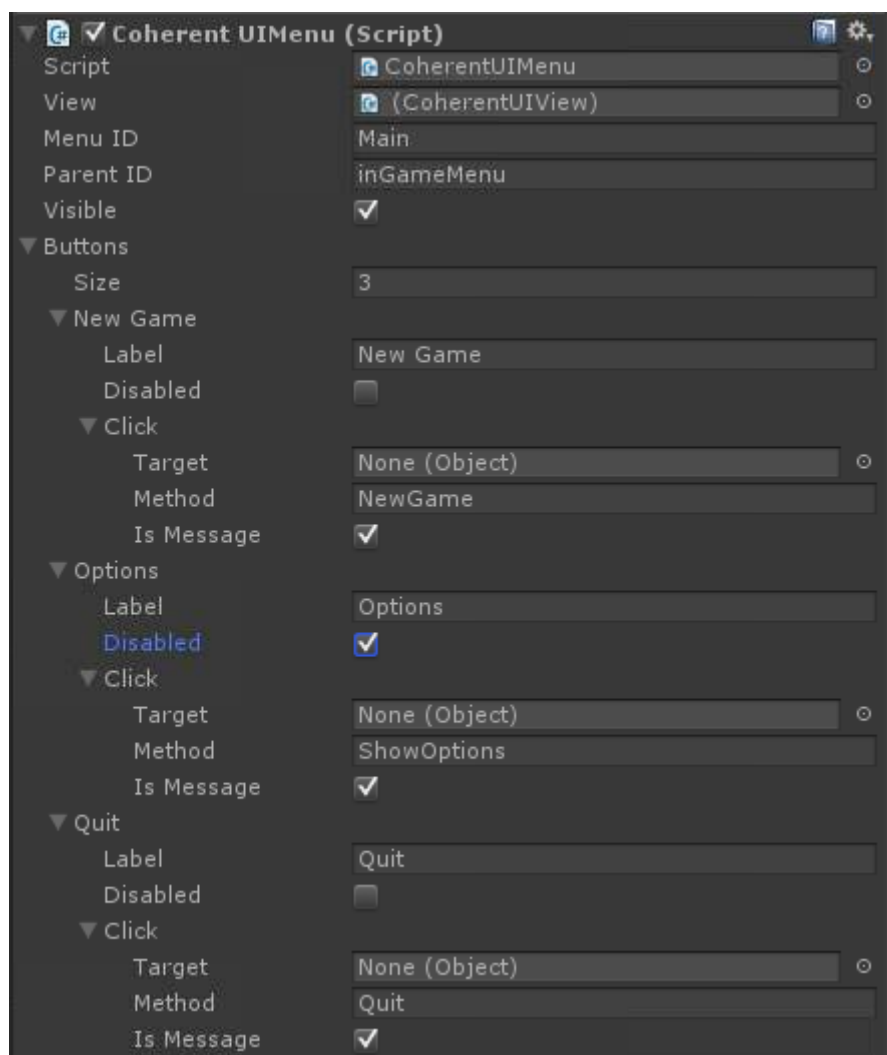 Coherent UIMenu (Script)
Script CoherentUIMenu
View (CoherentUIView)
Menu ID Main
Parent ID inGameMenu
Visible
Buttons
Size 3
New Game
Label New Game
Disabled
Click
Target None (Object)
Method NewGame
Is Message
Options
Label Options
Disabled
Click
Target None (Object)
Method ShowOptions
Is Message
Quit
Label Quit
Disabled
Click
Target None (Object)
Method Quit
Is Message